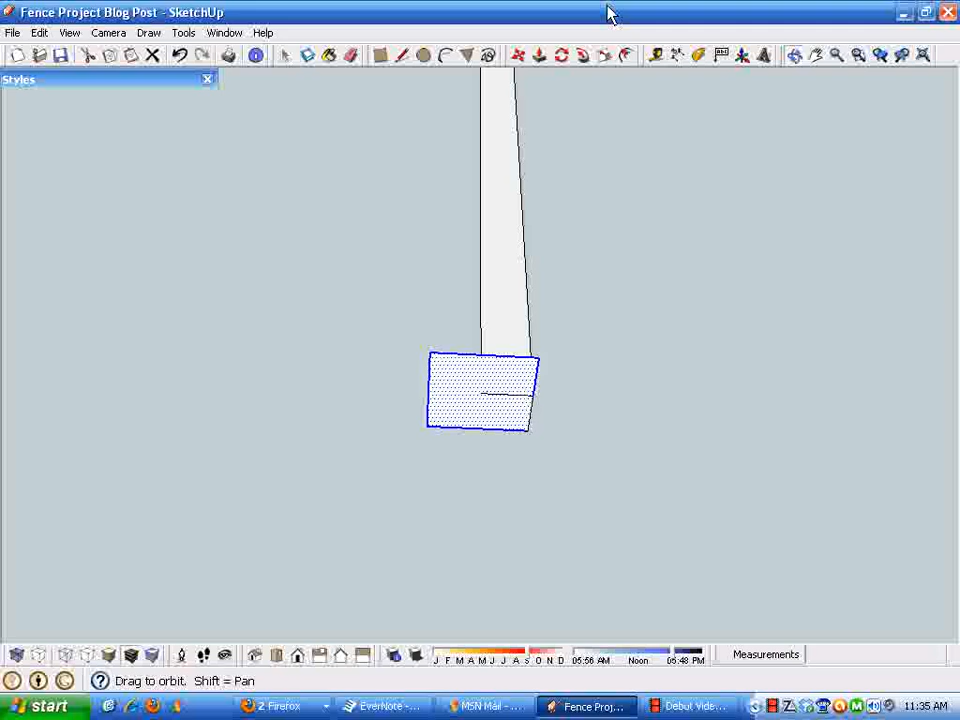 Fence Project Blog Post - SketchUp
File Edit View Camera Draw Tools Window Help
Styles
J F M A M J J A S O N D 05:56 AM Noon 05:48 PM Measurements
Drag to orbit. Shift = Pan
start 2 Firefox EverNote -... MSN Mail - ... Fence Proj... Debut Vide... 11:35 AM